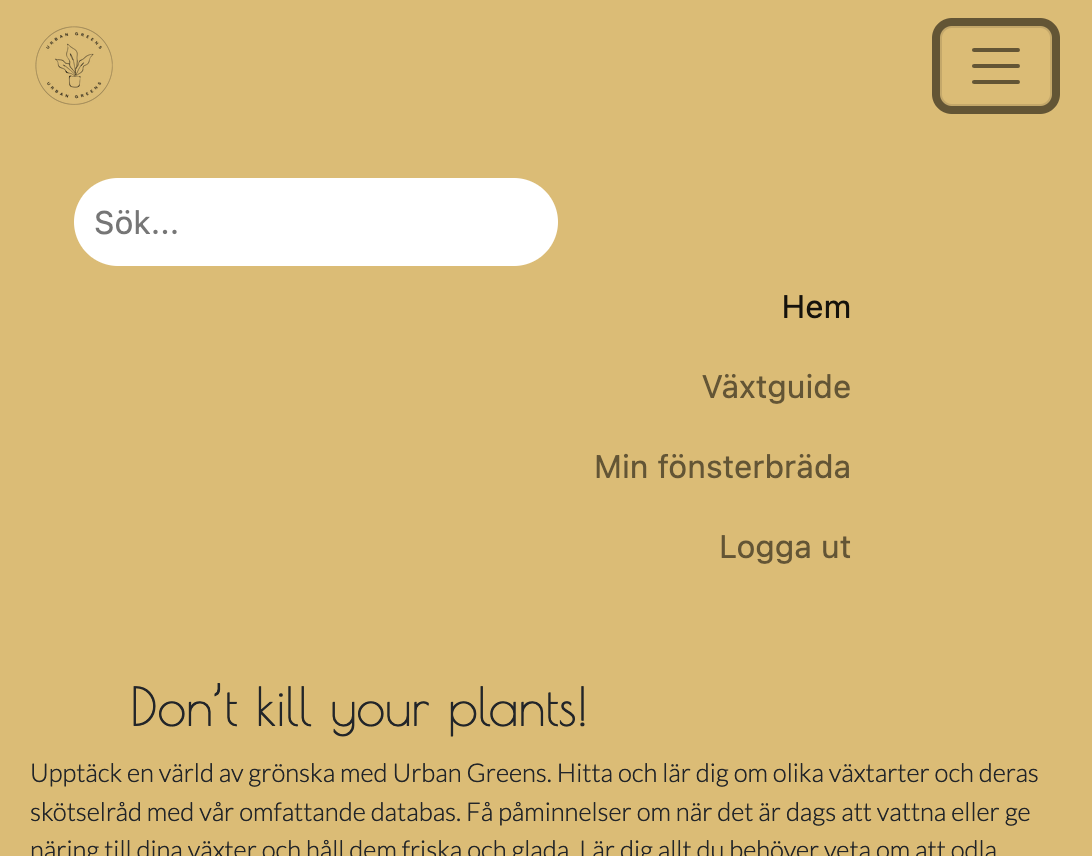 URBAN GREENS
URBAN GREENS
Sök...
Hem
Växtguide
Min fönsterbräda
Logga ut
Don't kill your plants!
Upptäck en värld av grönska med Urban Greens. Hitta och lär dig om olika växtarter och deras
skötselråd med vår omfattande databas. Få påminnelser om när det är dags att vattna eller ge
näring till dina växter och håll dem friska och glada. Lär dig allt du behöver veta om att odla